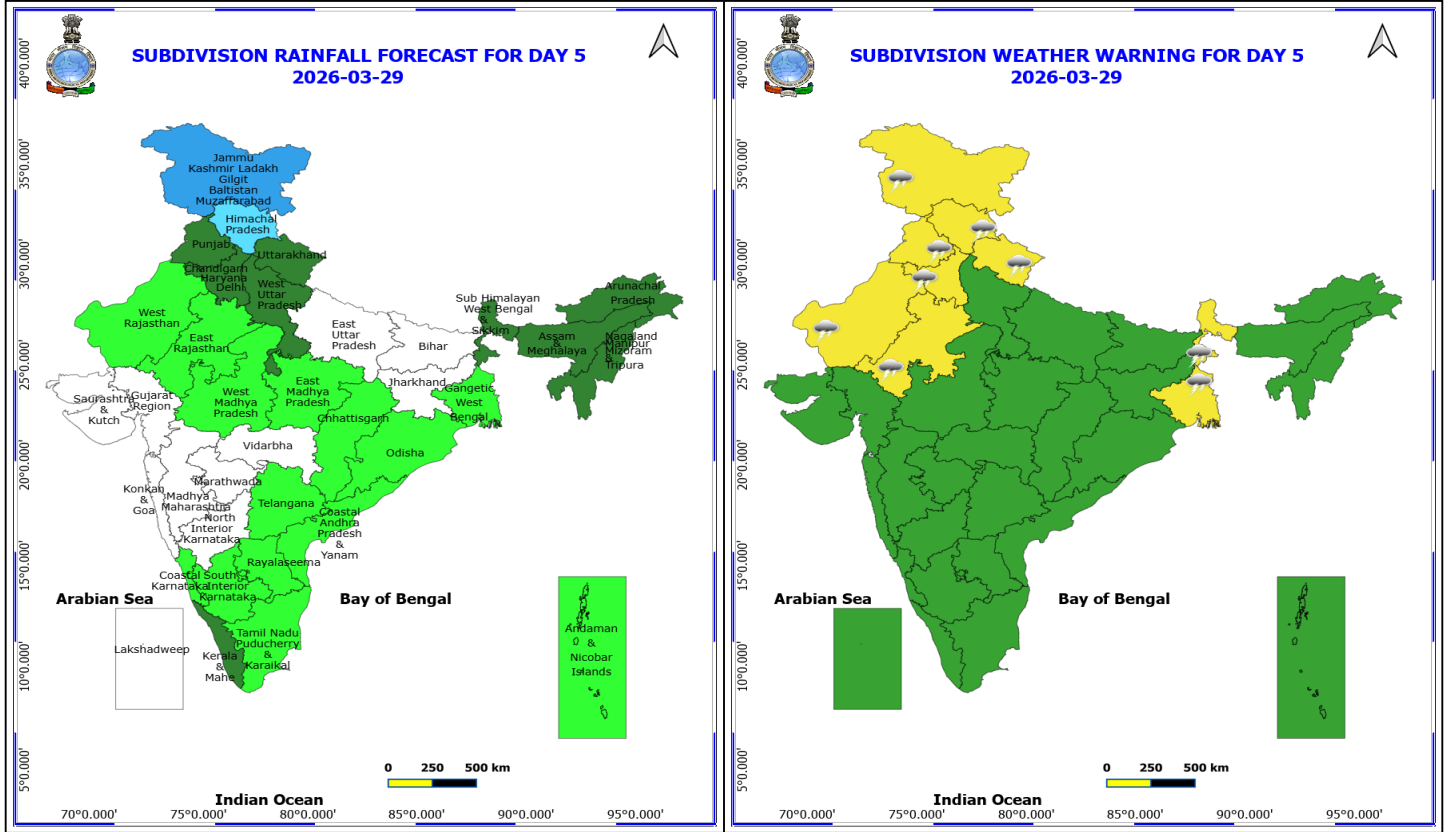 SUBDIVISION RAINFALL FORECAST FOR DAY 5
2026-03-29
40°0.000'
35°0.000'
30°0.000'
25°0.000'
20°0.000'
15°0.000'
10°0.000'
5°0.000'
Jammu
Kashmir Ladakh
Gilgit
Baltistan
Muzaffarabad
Himachal
Pradesh
Punjab
Uttarakhand
Chandigarh
Haryana
Delhi
West
Uttar
Pradesh
West
Rajasthan
East
Rajasthan
East
Uttar
Pradesh
Bihar
Sub Himalayan
West Bengal
&
Sikkim
Arunachal
Pradesh
Assam
&
Meghalaya
Nagaland
Manipur
Mizoram
&
Tripura
Saurashtra
&
Kutch
Gujarat
Region
West
Madhya
Pradesh
East
Madhya
Pradesh
Jharkhand
Gangetic
West
Bengal
Chhattisgarh
Odisha
Vidarbha
Marathwada
Madhya
Maharashtra
Konkan
&
Goa
North
Interior
Karnataka
Telangana
Coastal
Andhra
Pradesh
&
Yanam
Rayalaseema
Coastal
Karnataka
South
Interior
Karnataka
Tamil Nadu
Puducherry
&
Karaikal
Kerala
&
Mahe
Lakshadweep
Andaman
&
Nicobar
Islands
Arabian Sea
Bay of Bengal
0 250 500 km
Indian Ocean
70°0.000' 75°0.000' 80°0.000' 85°0.000' 90°0.000' 95°0.000'
SUBDIVISION WEATHER WARNING FOR DAY 5
2026-03-29
40°0.000'
35°0.000'
30°0.000'
25°0.000'
20°0.000'
15°0.000'
10°0.000'
5°0.000'
Arabian Sea
Bay of Bengal
0 250 500 km
Indian Ocean
70°0.000' 75°0.000' 80°0.000' 85°0.000' 90°0.000' 95°0.000'